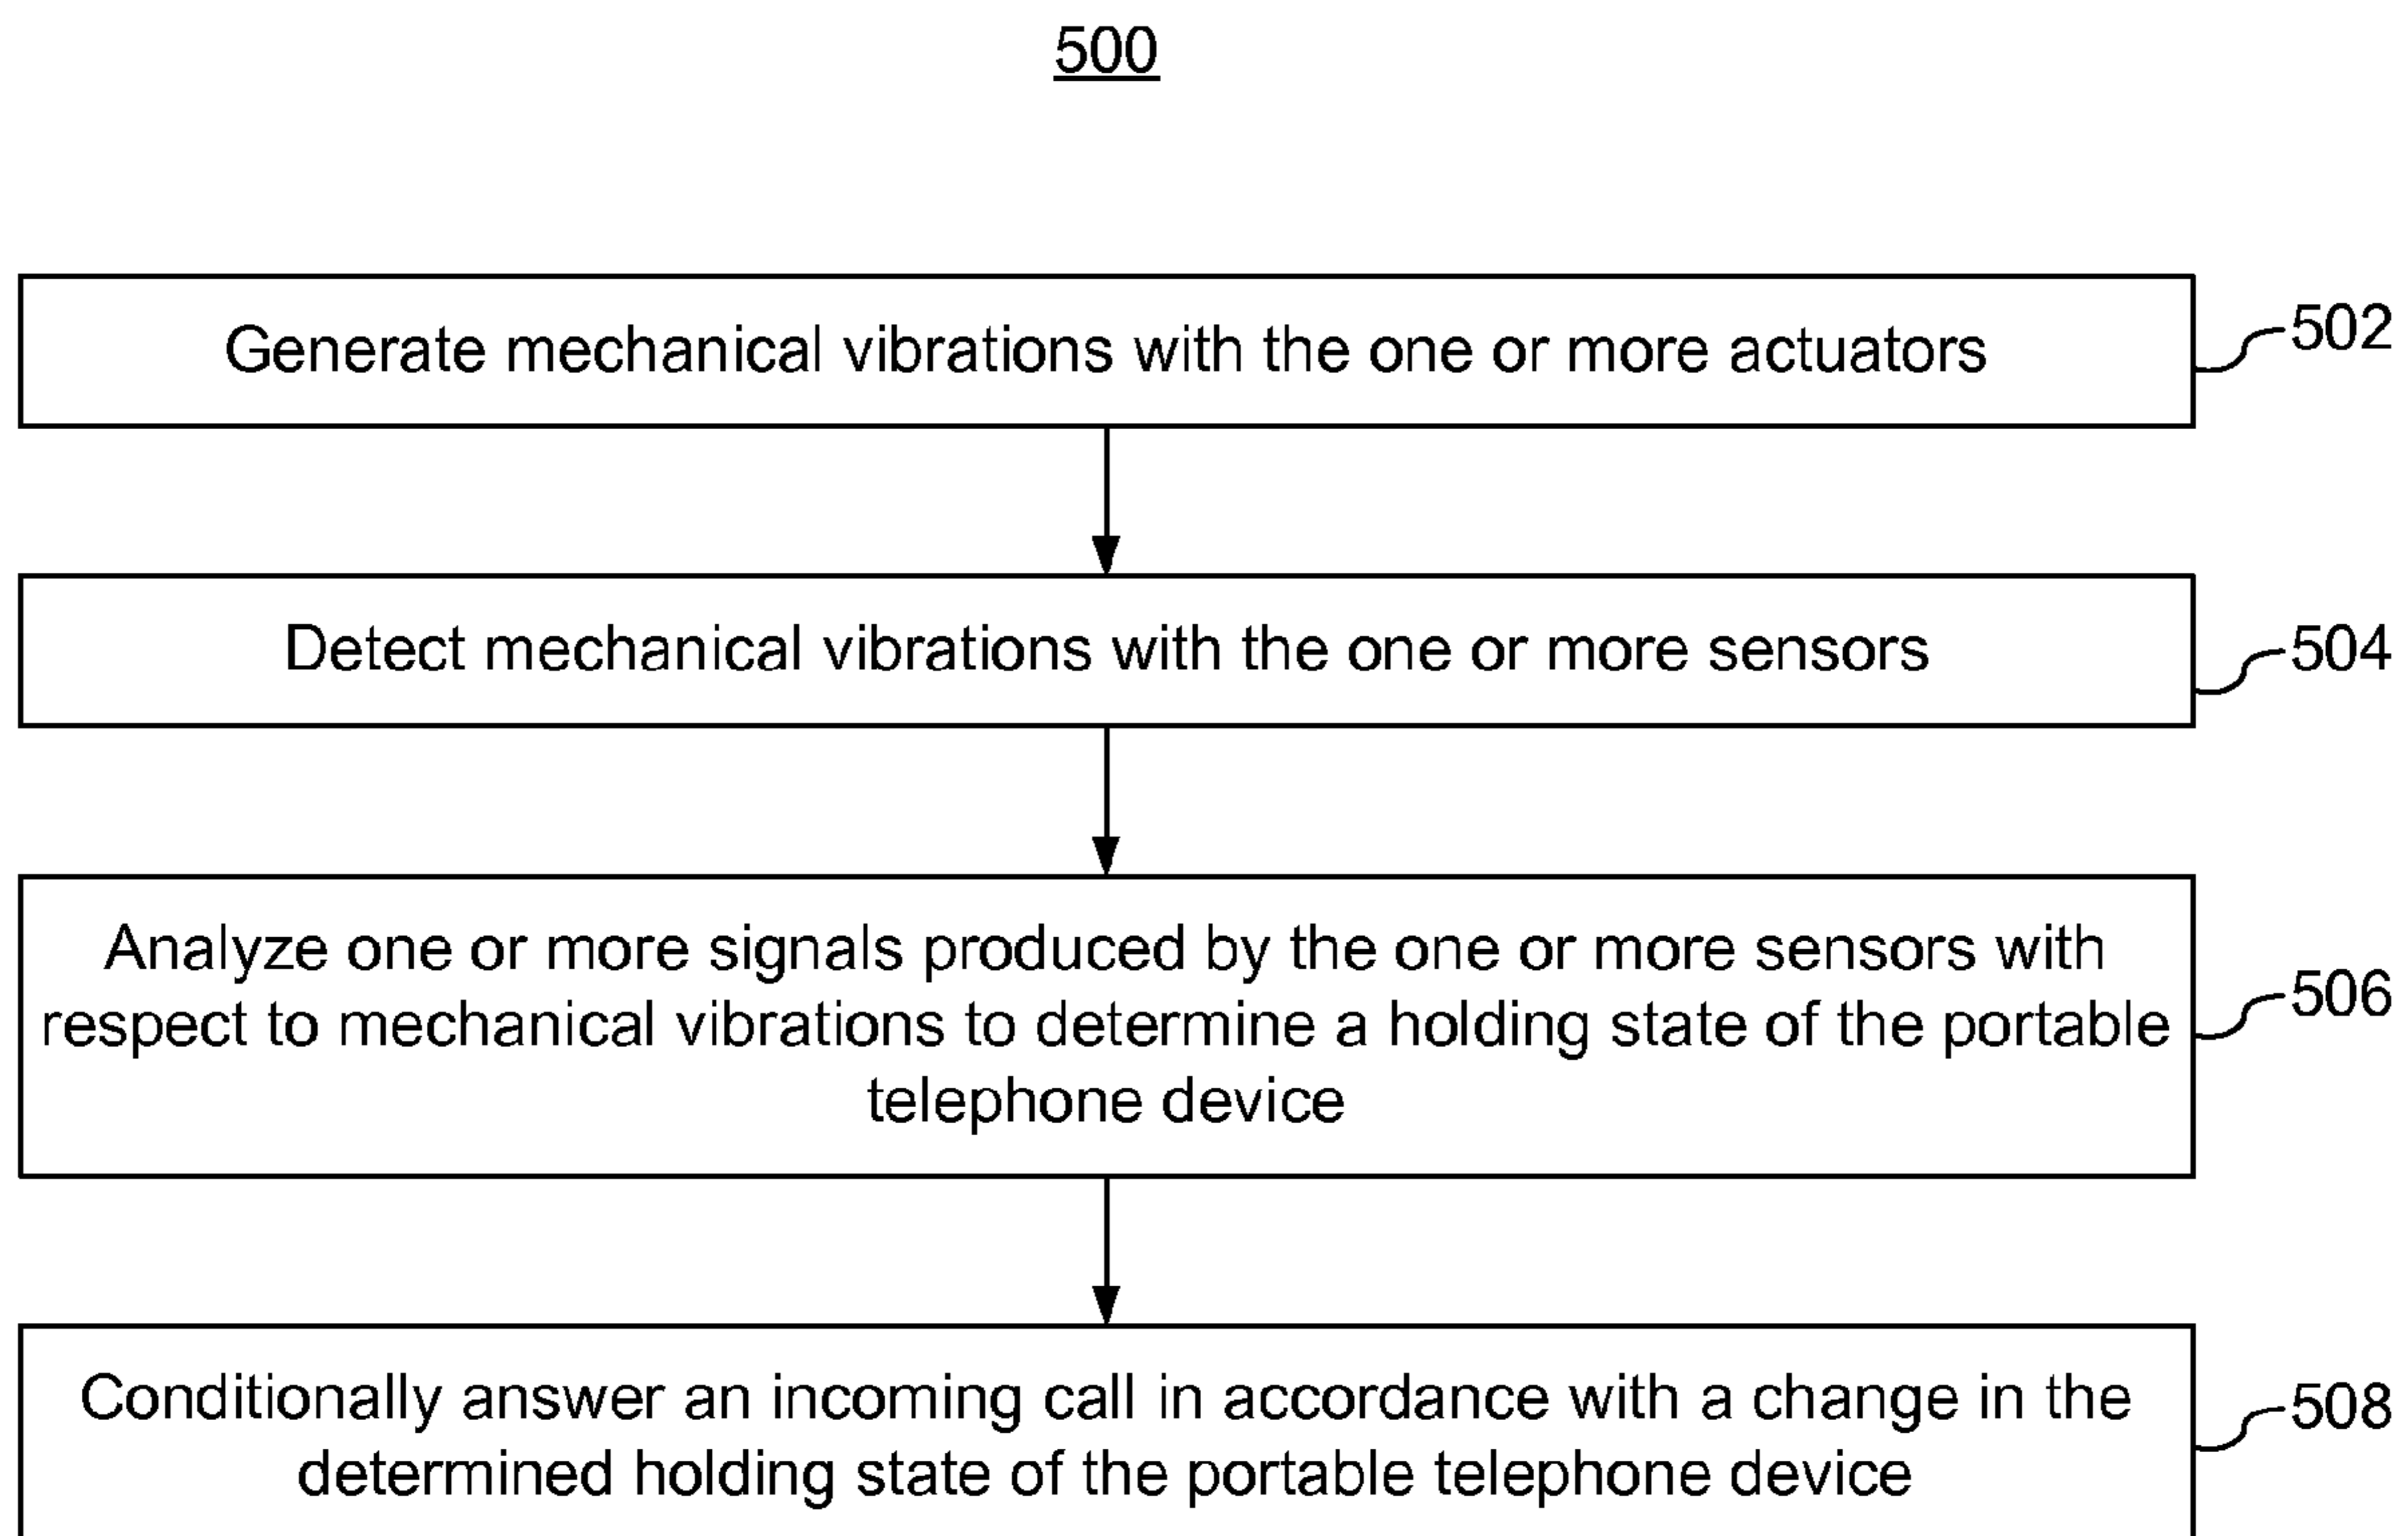 500
Generate mechanical vibrations with the one or more actuators
502
Detect mechanical vibrations with the one or more sensors
504
Analyze one or more signals produced by the one or more sensors with
respect to mechanical vibrations to determine a holding state of the portable
telephone device
506
Conditionally answer an incoming call in accordance with a change in the
determined holding state of the portable telephone device
508